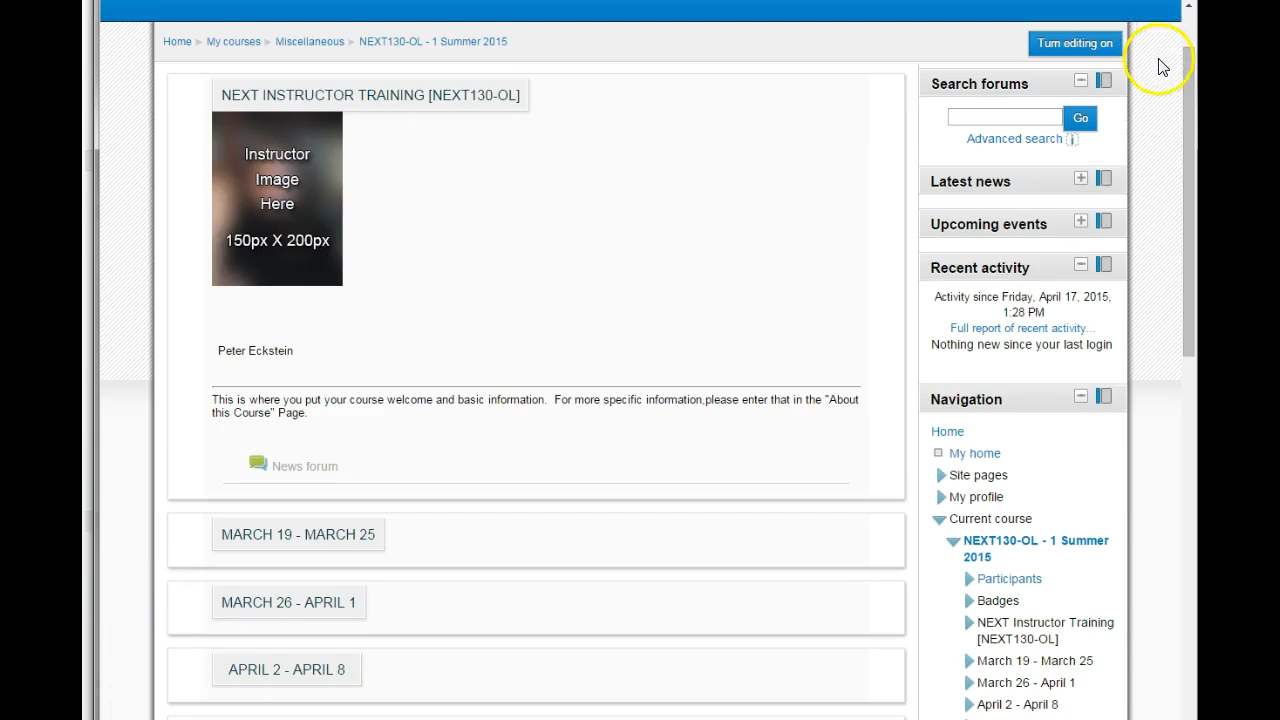 Home My courses Miscellaneous NEXT130-OL - 1 Summer 2015
Turn editing on
NEXT INSTRUCTOR TRAINING [NEXT130-OL]
Instructor
Image
Here
150px X 200px
Peter Eckstein
This is where you put your course welcome and basic information. For more specific information,please enter that in the "About
this Course" Page.
News forum
MARCH 19 - MARCH 25
MARCH 26 - APRIL 1
APRIL 2 - APRIL 8
Search forums
Go
Advanced search
Latest news
Upcoming events
Recent activity
Activity since Friday, April 17, 2015,
1:28 PM
Full report of recent activity...
Nothing new since your last login
Navigation
Home
My home
Site pages
My profile
Current course
NEXT130-OL - 1 Summer
2015
Participants
Badges
NEXT Instructor Training
[NEXT130-OL]
March 19 - March 25
March 26 - April 1
April 2 - April 8